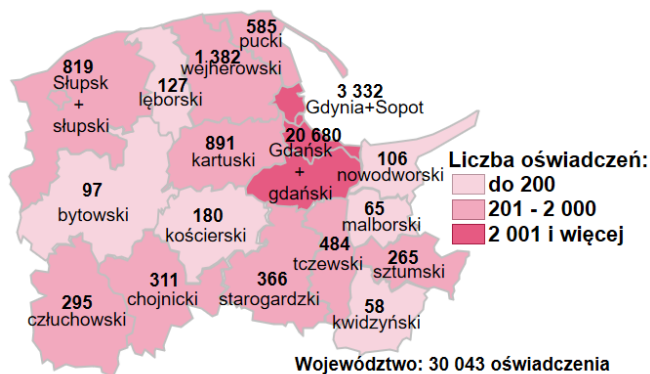 585
pucki
1 382
wejherowski
819
Słupsk
+
słupski
127
lęborski
3 332
Gdynia+Sopot
891
kartuski
20 680
Gdańsk
+
gdański
106
nowodworski
97
bytowski
180
kościerski
65
malborski
484
tczewski
265
sztumski
295
człuchowski
311
chojnicki
366
starogardzki
58
kwidzyński
Liczba oświadczeń:
do 200
201 - 2 000
2 001 i więcej
Województwo: 30 043 oświadczenia